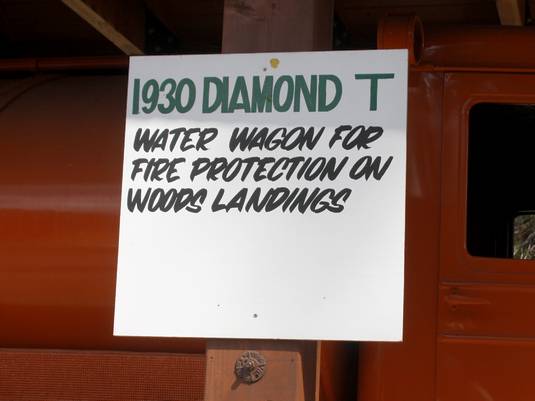 1930 DIAMOND T
WATER WAGON FOR
FIRE PROTECTION ON
WOODS LANDINGS